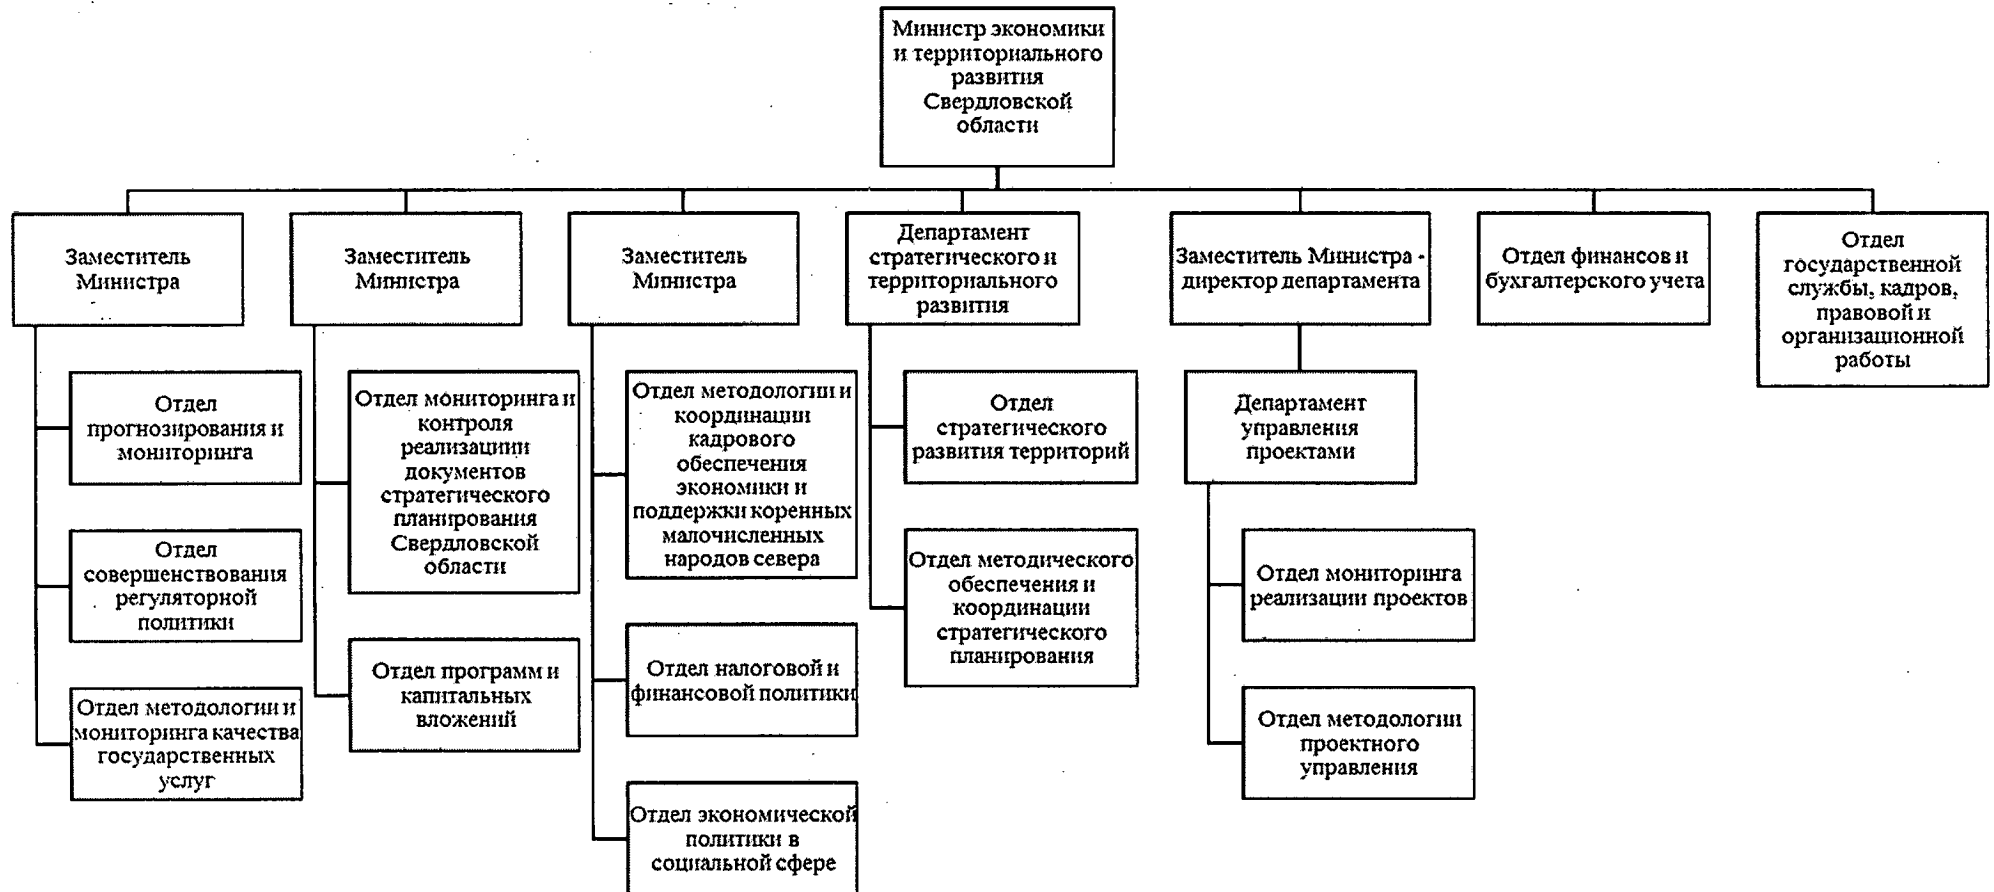 Министр экономики
и территориального
развития
Свердловской
области
Заместитель
Министра
Заместитель
Министра
Заместитель
Министра
Департамент
стратегического и
территориального
развития
Заместитель Министра -
директор департамента
Отдел финансов и
бухгалтерского учета
Отдел
государственной
службы, кадров,
правовой и
организационной
работы
Отдел
прогнозирования и
мониторинга
Отдел
совершенствования
регуляторной
политики
Отдел методологии и
мониторинга качества
государственных
услуг
Отдел мониторинга и
контроля
реализациии
документов
стратегического
планирования
Свердловской
области
Отдел программ и
капитальных
вложений
Отдел методологии и
координации
кадрового
обеспечения
экономики и
поддержки коренных
малочисленных
народов севера
Отдел налоговой и
финансовой политики
Отдел экономической
политики в
социальной сфере
Отдел
стратегического
развития территорий
Отдел методического
обеспечения и
координации
стратегического
планирования
Департамент
управления
проектами
Отдел мониторинга
реализации проектов
Отдел методологии
проектного
управления